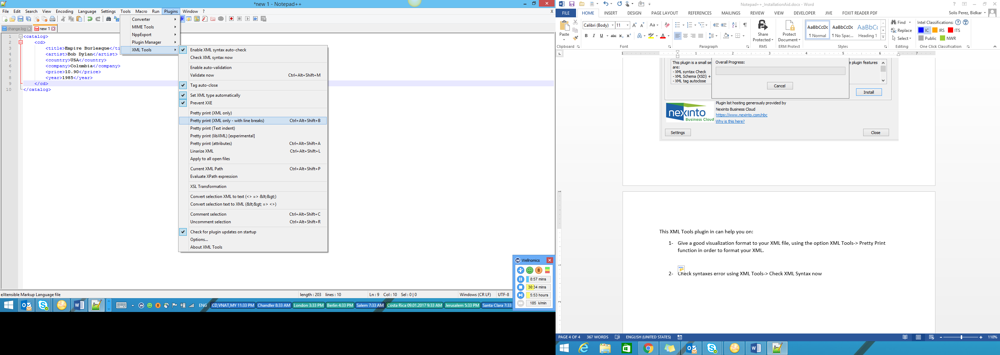 *new 1 - Notepad++
File Edit Search View Encoding Language Settings Tools Macro Run Plugins Window ? X
change.log new 1
1 <catalog>
2 <cd>
3 <title>Empire Burlesque</ti
4 <artist>Bob Dylan</artist>
5 <country>USA</country>
6 <company>Columbia</company>
7 <price>10.90</price>
8 <year>1985</year>
9 </cd>
10 </catalog>
Converter
MIME Tools
NppExport
Plugin Manager
XML Tools
Enable XML syntax auto-check
Check XML syntax now
Enable auto-validation
Validate now Ctrl+Alt+Shift+M
Tag auto-close
Set XML type automatically
Prevent XXE
Pretty print (XML only)
Pretty print (XML only - with line breaks) Ctrl+Alt+Shift+B
Pretty print (Text indent)
Pretty print (libXML) [experimental]
Pretty print (attributes) Ctrl+Alt+Shift+A
Linarize XML Ctrl+Alt+Shift+L
Apply to all open files
Current XML Path Ctrl+Alt+Shift+P
Evaluate XPath expression
XSL Transformation
Convert selection XML to text (<> => &lt;&gt;)
Convert selection text to XML (&lt;&gt; => <>)
Comment selection Ctrl+Alt+Shift+C
Uncomment selection Ctrl+Alt+Shift+R
Check for plugin updates on startup
Options...
About XML Tools
Wellnomics
8
8:57 mins
30:34 mins
5:53 hours
185 k/min
eXtensible Markup Language file length : 203 lines : 10 Ln : 9 Col : 10 Sel : 0 | 0 Windows (CR LF) UTF-8
ENG CD,VNAT,MY 11:33 PM Chandler 8:33 AM London 3:33 PM Berlin 4:33 PM Salem 7:33 AM Costa Rica 09.01.2017 9:33 AM Jerusalem 5:33 PM Santa Clara 7:33
Notepad++_InstallationAid.docx - Word
FILE HOME INSERT DESIGN PAGE LAYOUT REFERENCES MAILINGS REVIEW VIEW DEVELOPER JIVE FOXIT READER PDF Solis Perez, Bidkar
Paste
Calibri (Body) 11
B I U abc x₂ x²
Share Protected
Protect Document
AaBbCcDc AaBbCcDc AaBbCc
¶ Normal ¶ No Spac... Heading 1
Find
Replace
Select
Intel Classifications:
IC IRS ITS
Public NWR
Clipboard Font Paragraph RMS ERM Protect Styles Editing One Click Classification
1 1 2 3 4 5 6 7
This plugin is a small se
are:
- XML syntax Check
- XML Schema (XSD) +
- XML tag autoclose
Overall Progress:
Cancel
e plugin features
Install
nexinto
Business Cloud
Plugin list hosting generously provided by
Nexinto Business Cloud
https://www.nexinto.com/nbc
Why is this here?
Settings Close
This XML Tools plugin in can help you on:
1- Give a good visualization format to your XML file, using the option XML Tools-> Pretty Print
function in order to format your XML.
2- Check syntaxes error using XML Tools-> Check XML Syntax now
PAGE 4 OF 4 367 WORDS ENGLISH (UNITED STATES) 110%